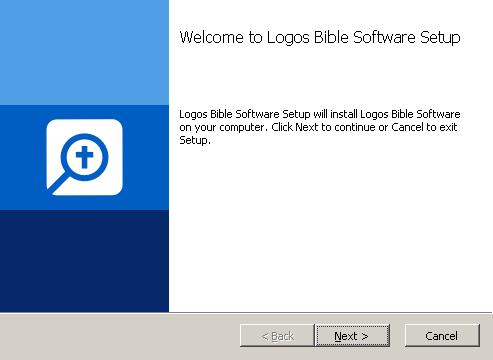 Welcome to Logos Bible Software Setup
Logos Bible Software Setup will install Logos Bible Software
on your computer. Click Next to continue or Cancel to exit
Setup.
< Back
Next >
Cancel